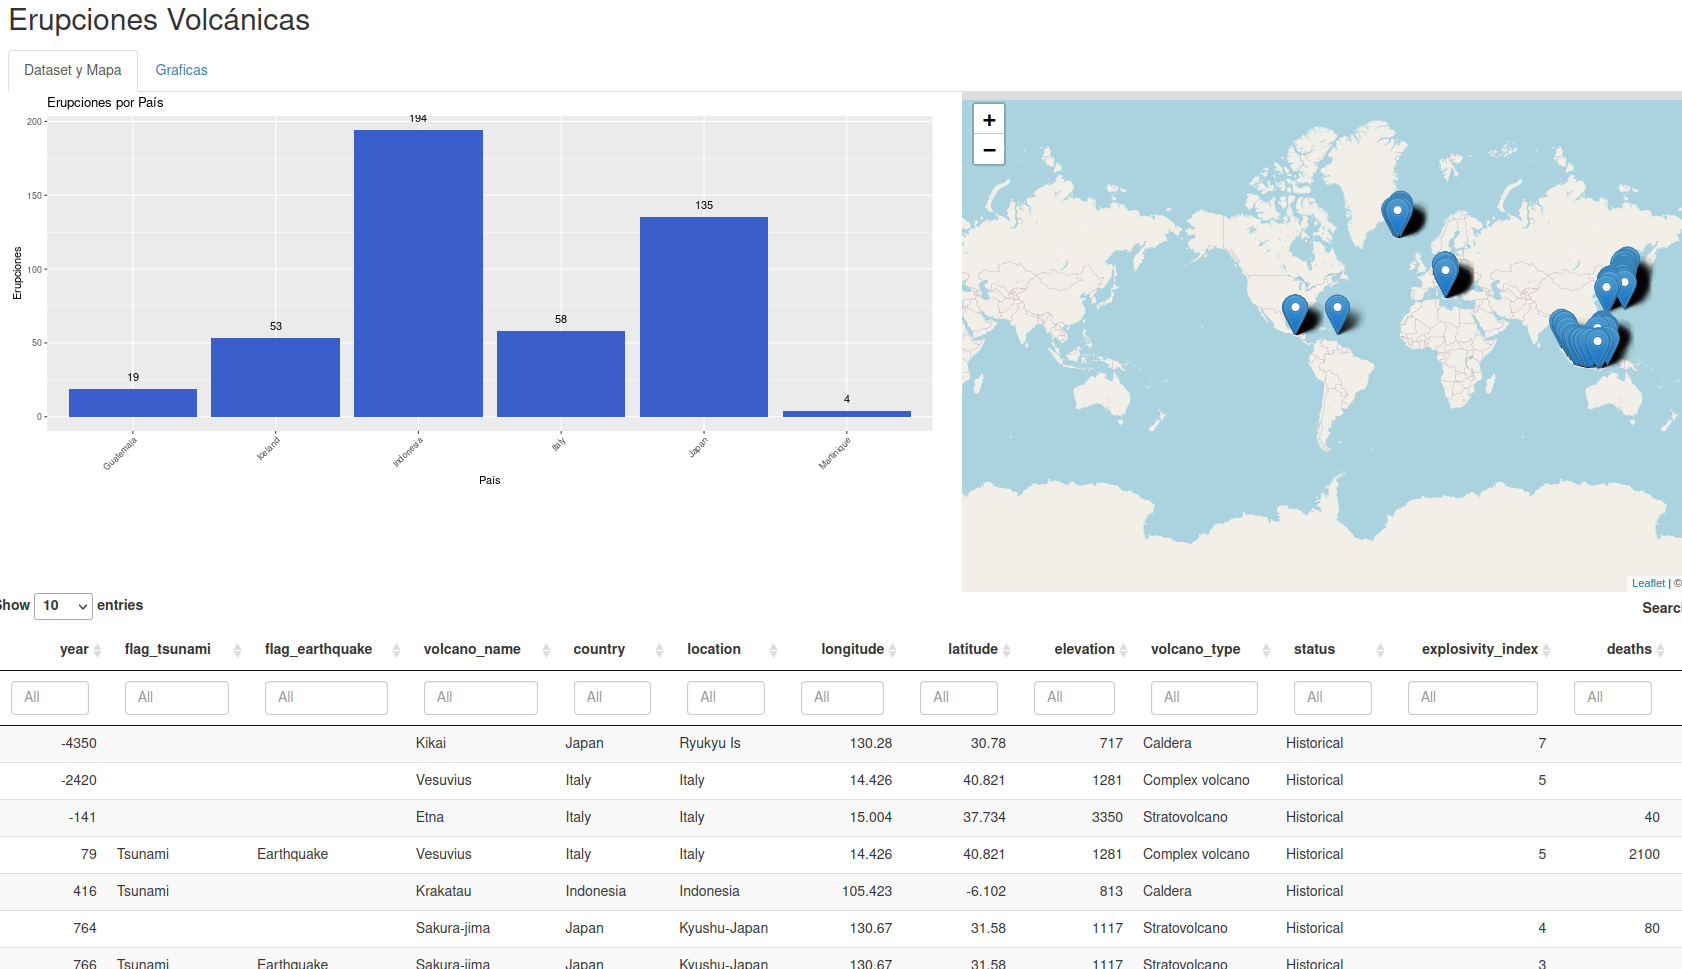 Erupciones Volcánicas
Dataset y Mapa Graficas
Erupciones por País
200
150
100
50
0
Erupciones
19
53
194
58
135
4
Guatemala
Iceland
Indonesia
Italy
Japan
Martinique
País
+
−
Leaflet | ©
Show 10 entries
Search
year flag_tsunami flag_earthquake volcano_name country location longitude latitude elevation volcano_type status explosivity_index deaths
All All All All All All All All All All All All All
-4350 Kikai Japan Ryukyu Is 130.28 30.78 717 Caldera Historical 7
-2420 Vesuvius Italy Italy 14.426 40.821 1281 Complex volcano Historical 5
-141 Etna Italy Italy 15.004 37.734 3350 Stratovolcano Historical 40
79 Tsunami Earthquake Vesuvius Italy Italy 14.426 40.821 1281 Complex volcano Historical 5 2100
416 Tsunami Krakatau Indonesia Indonesia 105.423 -6.102 813 Caldera Historical
764 Sakura-jima Japan Kyushu-Japan 130.67 31.58 1117 Stratovolcano Historical 4 80
766 Tsunami Earthquake Sakura-jima Japan Kyushu-Japan 130.67 31.58 1117 Stratovolcano Historical 3